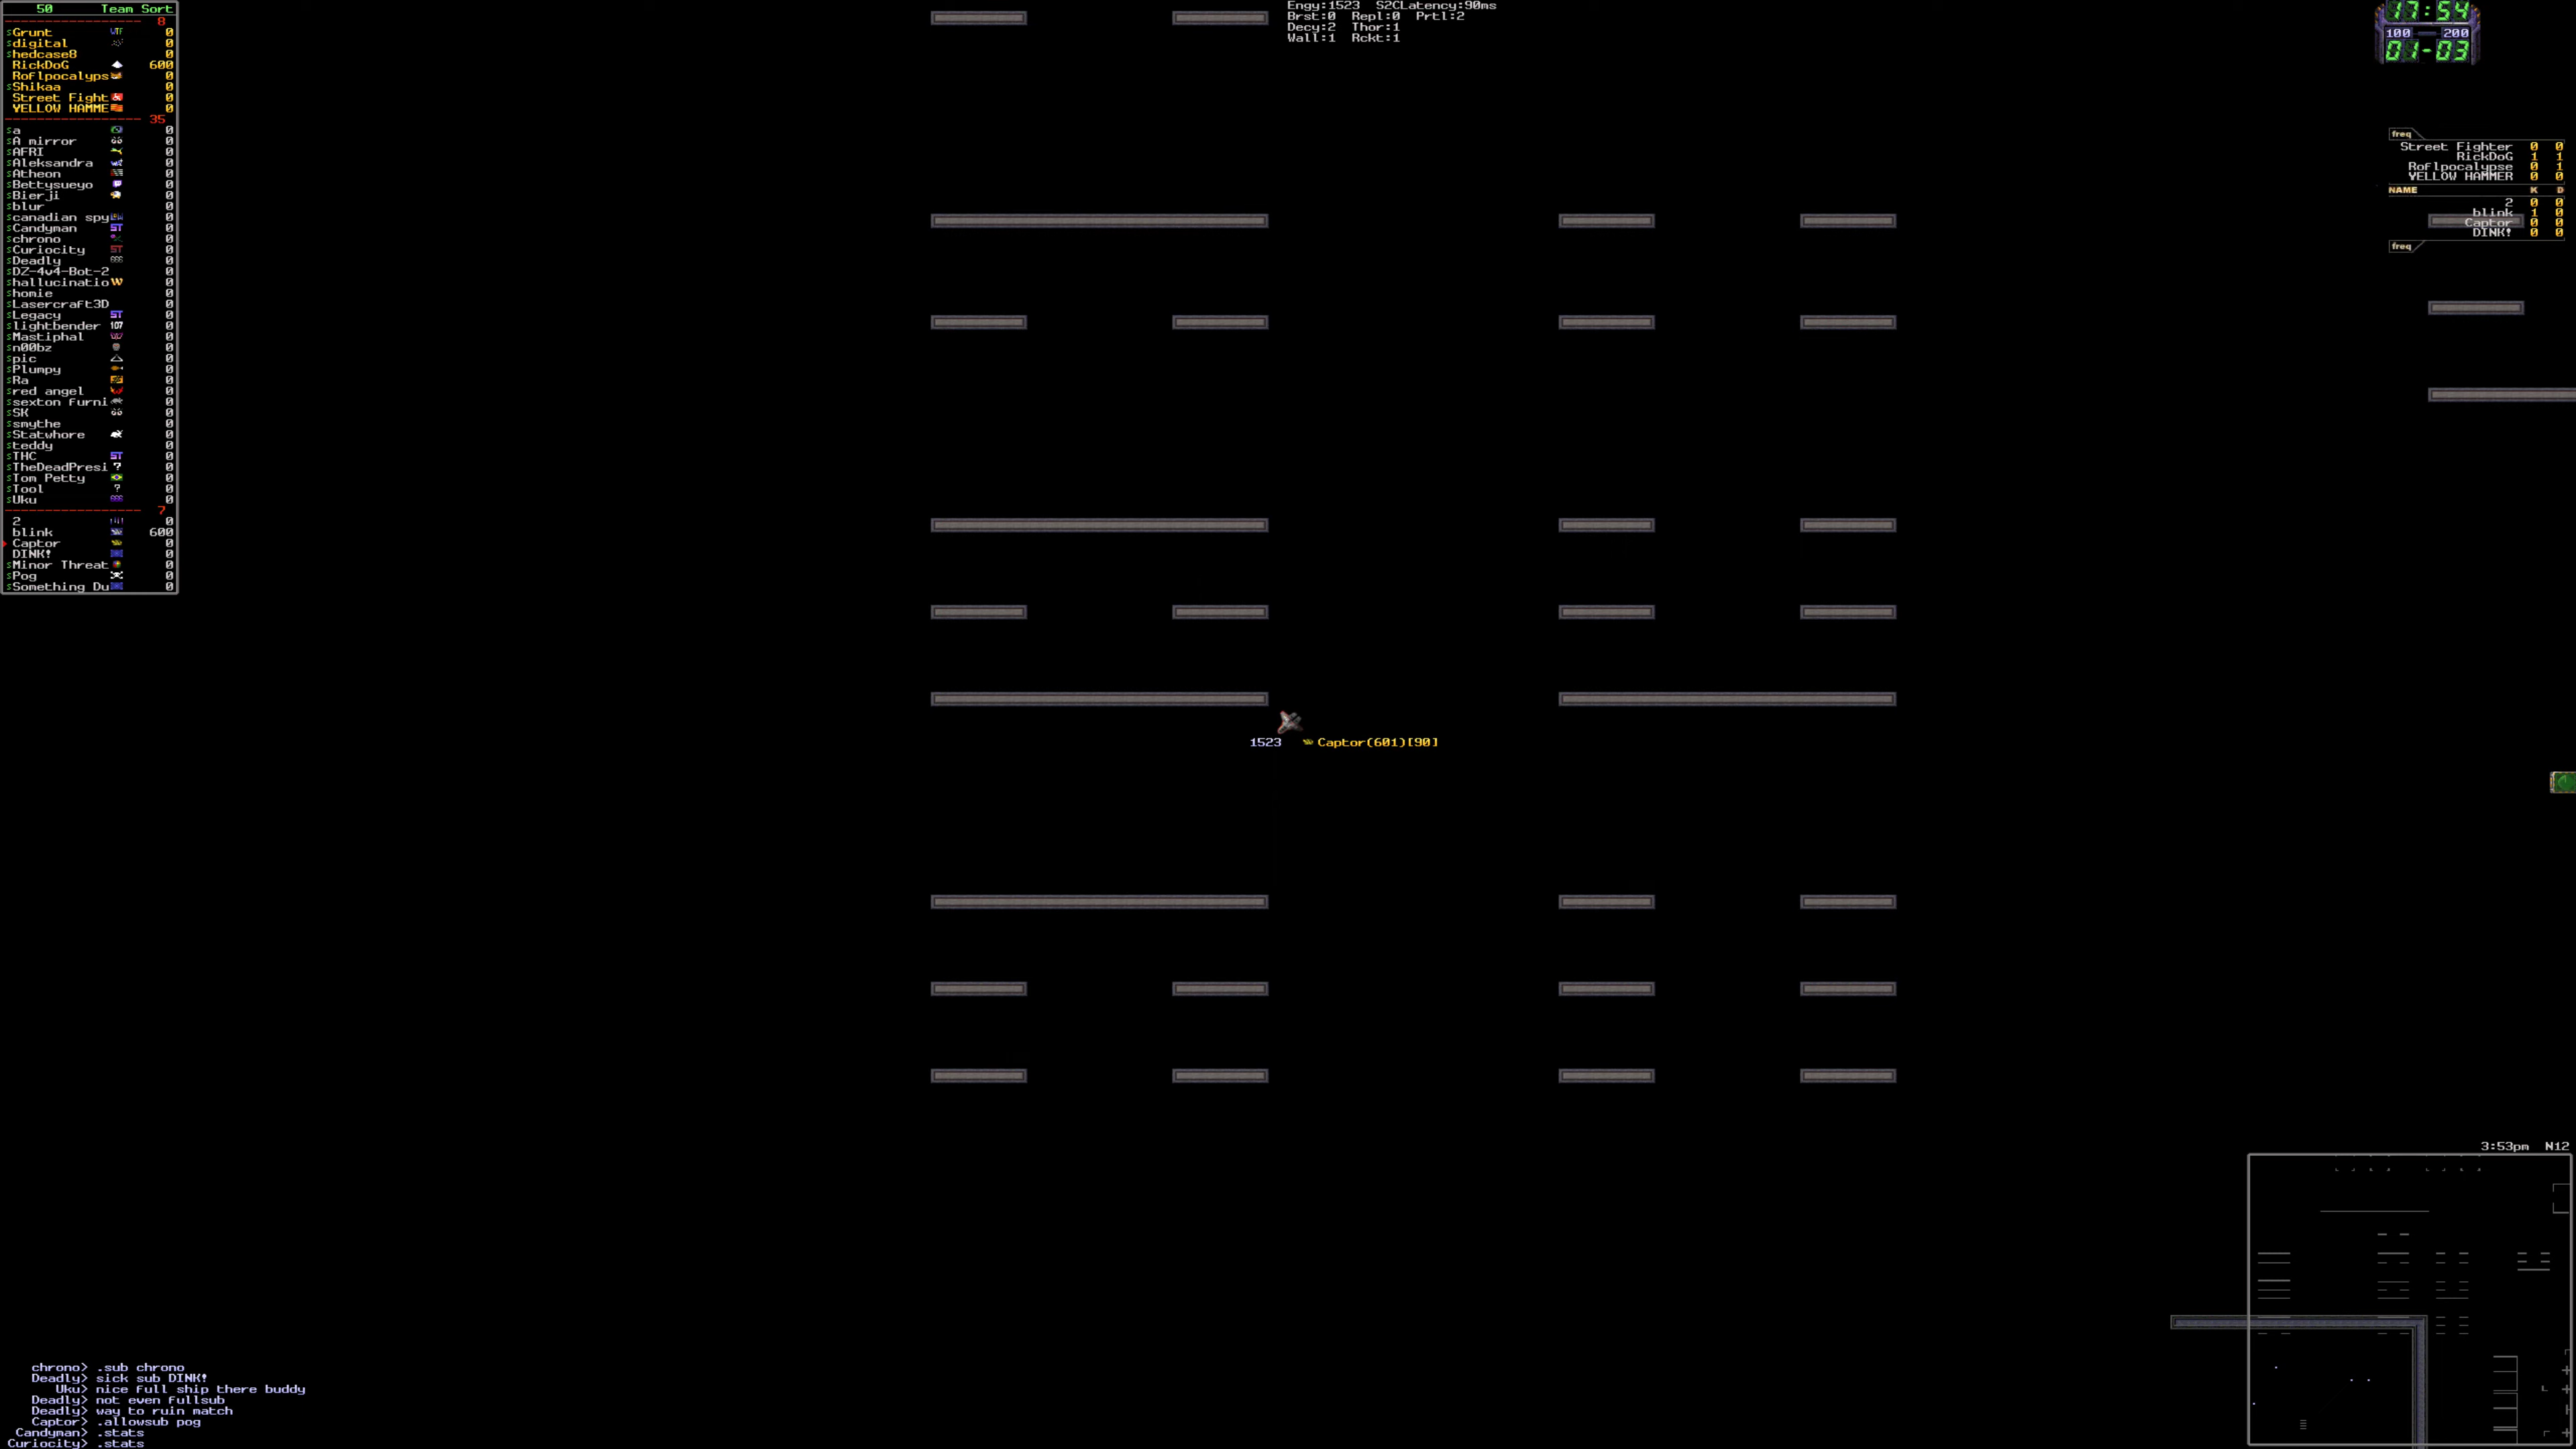 50 Team Sort
8
$Grunt WTF 0
$digital 0
$hedcase8 0
RickDoG 600
Roflpocalyps 0
$Shikaa 0
Street Fight 0
YELLOW HAMME 0
35
$a 0
$A mirror 0
$AFRI 0
$Aleksandra 0
$Atheon 0
$Bettysueyo 0
$Bierji 0
$blur 0
$canadian spy 0
$Candyman ST 0
$chrono 0
$Curiocity ST 0
$Deadly 0
$DZ-4v4-Bot-2 0
$hallucinatio W 0
$homie 0
$Lasercraft3D 0
$Legacy ST 0
$lightbender 107 0
$Mastiphal 0
$n00bz 0
$pic 0
$Plumpy 0
$Ra 0
$red angel 0
$sexton furni 0
$SK 0
$smythe 0
$Statwhore 0
$teddy 0
$THC ST 0
$TheDeadPresi ? 0
$Tom Petty 0
$Tool ? 0
$Uku 0
7
2 0
blink 600
Captor 0
DINK! 0
$Minor Threat 0
$Pog 0
$Something Du 0
Engy:1523 S2CLatency:90ms
Brst:0 Repl:0 Prtl:2
Decy:2 Thor:1
Wall:1 Rckt:1
17:54
100 200
01-03
freq
Street Fighter 0 0
RickDoG 1 1
Roflpocalypse 0 1
YELLOW HAMMER 0 0
NAME K D
2 0 0
blink 1 0
Captor 0 0
DINK! 0 0
freq
1523 Captor(601)[90]
3:53pm N12
chrono> .sub chrono
Deadly> sick sub DINK!
Uku> nice full ship there buddy
Deadly> not even fullsub
Deadly> way to ruin match
Captor> .allowsub pog
Candyman> .stats
Curiocity> .stats